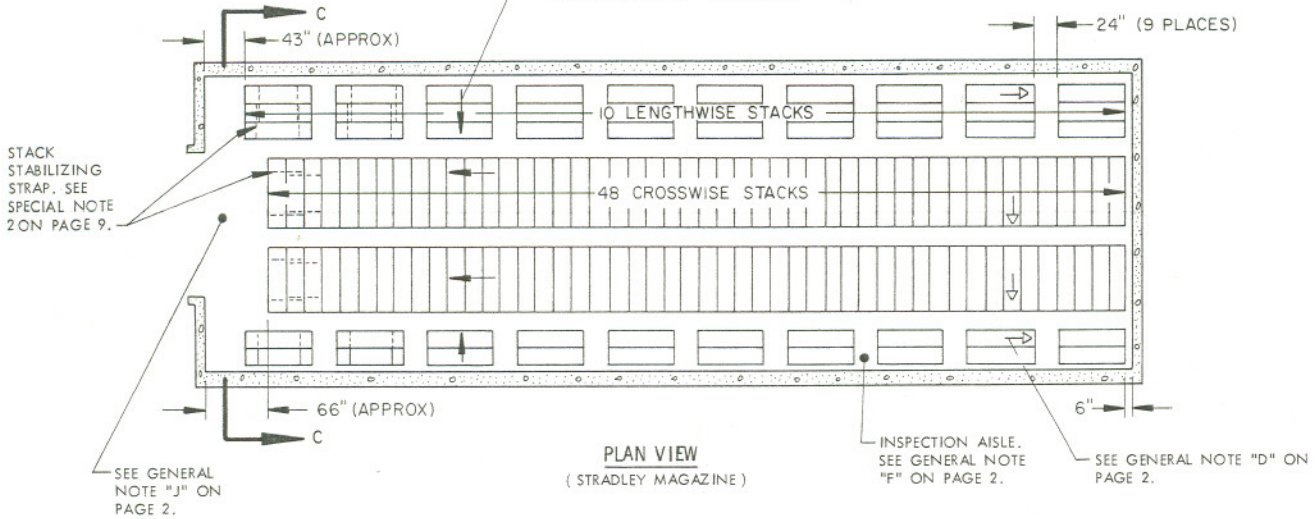 C
43" (APPROX)
24" (9 PLACES)
10 LENGTHWISE STACKS
STACK
STABILIZING
STRAP. SEE
SPECIAL NOTE
2 ON PAGE 9.
48 CROSSWISE STACKS
66" (APPROX)
6"
C
PLAN VIEW
(STRADLEY MAGAZINE)
INSPECTION AISLE.
SEE GENERAL NOTE
"F" ON PAGE 2.
SEE GENERAL NOTE "D" ON
PAGE 2.
SEE GENERAL
NOTE "J" ON
PAGE 2.